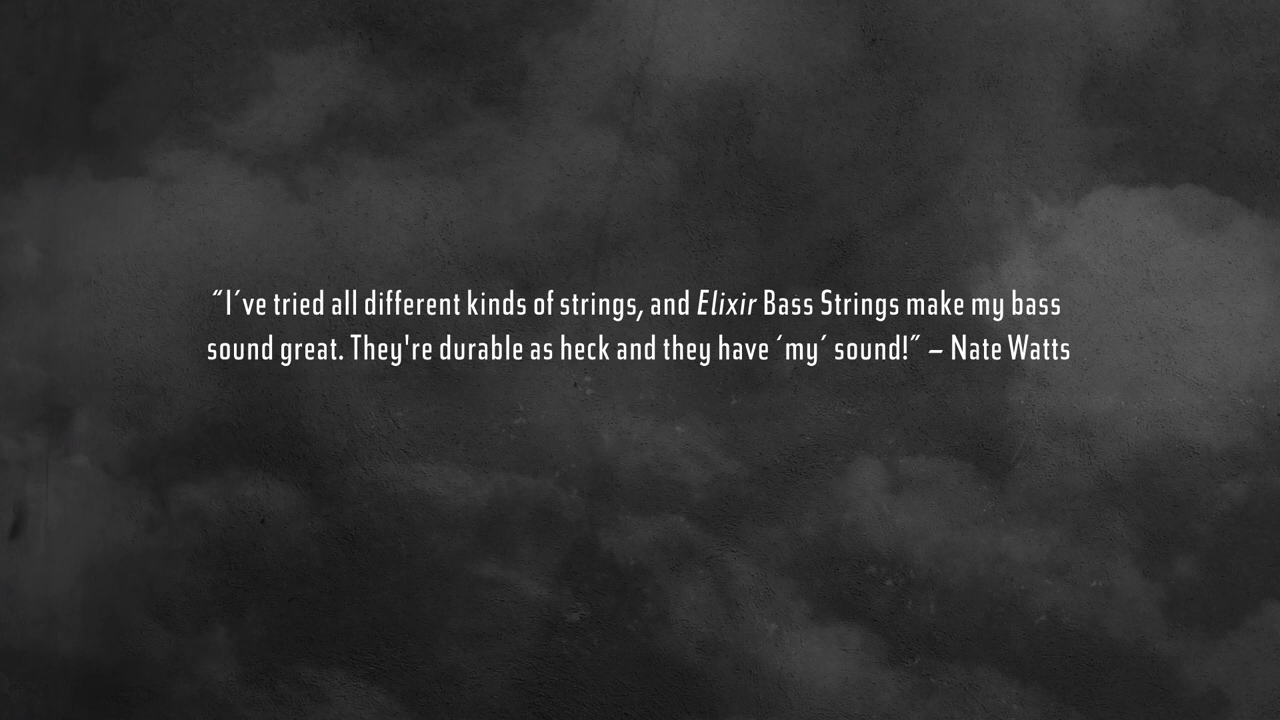 ˝I´ve tried all different kinds of strings, and Elixir Bass Strings make my bass
sound great. They're durable as heck and they have ´my´ sound!˝ – Nate Watts